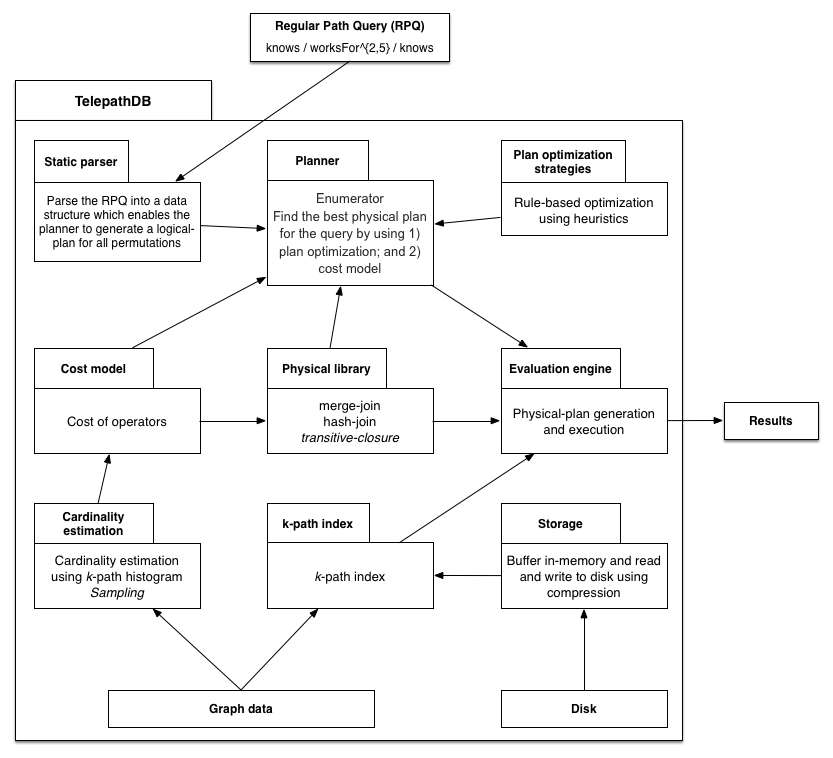 Regular Path Query (RPQ)
knows / worksFor^{2,5} / knows
TelepathDB
Static parser
Parse the RPQ into a data
structure which enables the
planner to generate a logical-
plan for all permutations
Planner
Enumerator
Find the best physical plan
for the query by using 1)
plan optimization; and 2)
cost model
Plan optimization
strategies
Rule-based optimization
using heuristics
Cost model
Cost of operators
Physical library
merge-join
hash-join
transitive-closure
Evaluation engine
Physical-plan generation
and execution
Results
Cardinality
estimation
Cardinality estimation
using k-path histogram
Sampling
k-path index
k-path index
Storage
Buffer in-memory and read
and write to disk using
compression
Graph data
Disk